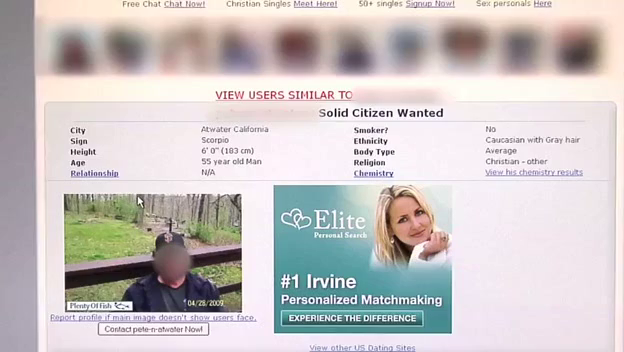 Free Chat Chat Now! Christian Singles Meet Here! 50+ singles Signup Now! Sex personals Here
VIEW USERS SIMILAR TO
Solid Citizen Wanted
City Atwater California Smoker? No
Sign Scorpio Ethnicity Caucasian with Gray hair
Height 6' 0" (183 cm) Body Type Average
Age 55 year old Man Religion Christian - other
Relationship N/A Chemistry View his chemistry results
Elite
Personal Search
#1 Irvine
Personalized Matchmaking
EXPERIENCE THE DIFFERENCE
04/28/2007
Plenty Of Fish
Report profile if main image doesn't show users face.
Contact pete-n-atwater Now!
View other US Dating Sites